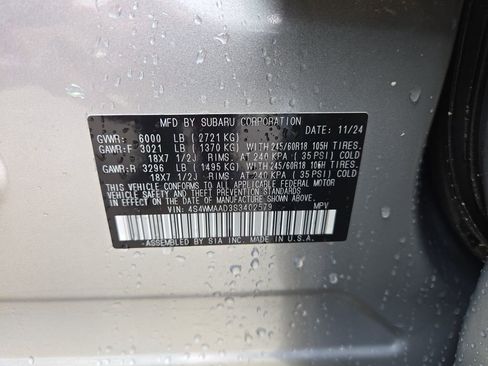 MFD. BY SUBARU CORPORATION
DATE: 11/24
GVWR: 6000 LB (2721 KG)
GAWR:F 3021 LB (1370 KG) WITH 245/60R18 105H TIRES,
18X7 1/2J RIMS, AT 240 KPA (35 PSI) COLD
GAWR:R 3296 LB (1495 KG) WITH 245/60R18 105H TIRES,
18X7 1/2J RIMS, AT 240 KPA (35 PSI) COLD
THIS VEHICLE CONFORMS TO ALL APPLICABLE FEDERAL MOTOR
VEHICLE SAFETY AND THEFT PREVENTION STANDARDS IN EFFECT
ON THE DATE OF MANUFACTURE SHOWN ABOVE.
VIN: 4S4WMAAD3S3402579 MPV
ASSEMBLED BY SIA INC. MADE IN U.S.A.